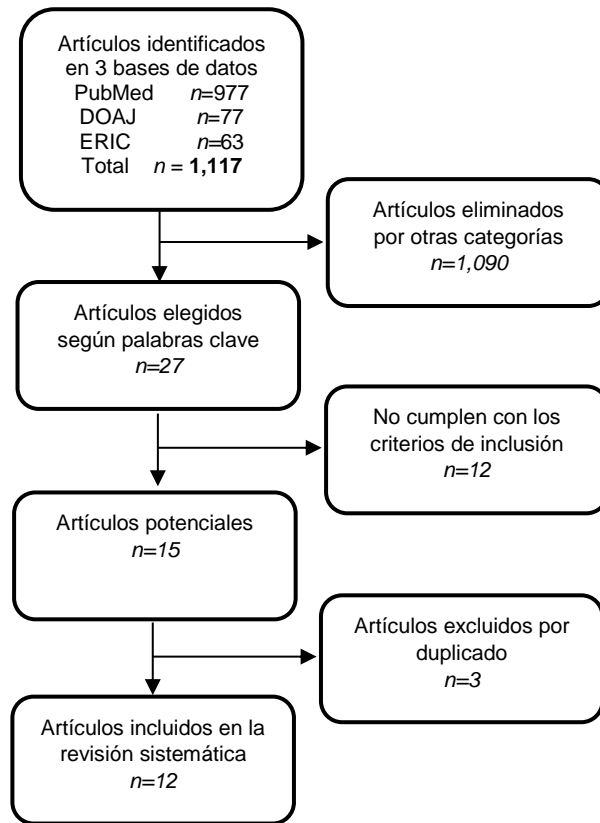 Artículos identificados
en 3 bases de datos
PubMed n=977
DOAJ n=77
ERIC n=63
Total n = 1,117
Artículos eliminados
por otras categorías
n=1,090
Artículos elegidos
según palabras clave
n=27
No cumplen con los
criterios de inclusión
n=12
Artículos potenciales
n=15
Artículos excluidos por
duplicado
n=3
Artículos incluidos en la
revisión sistemática
n=12